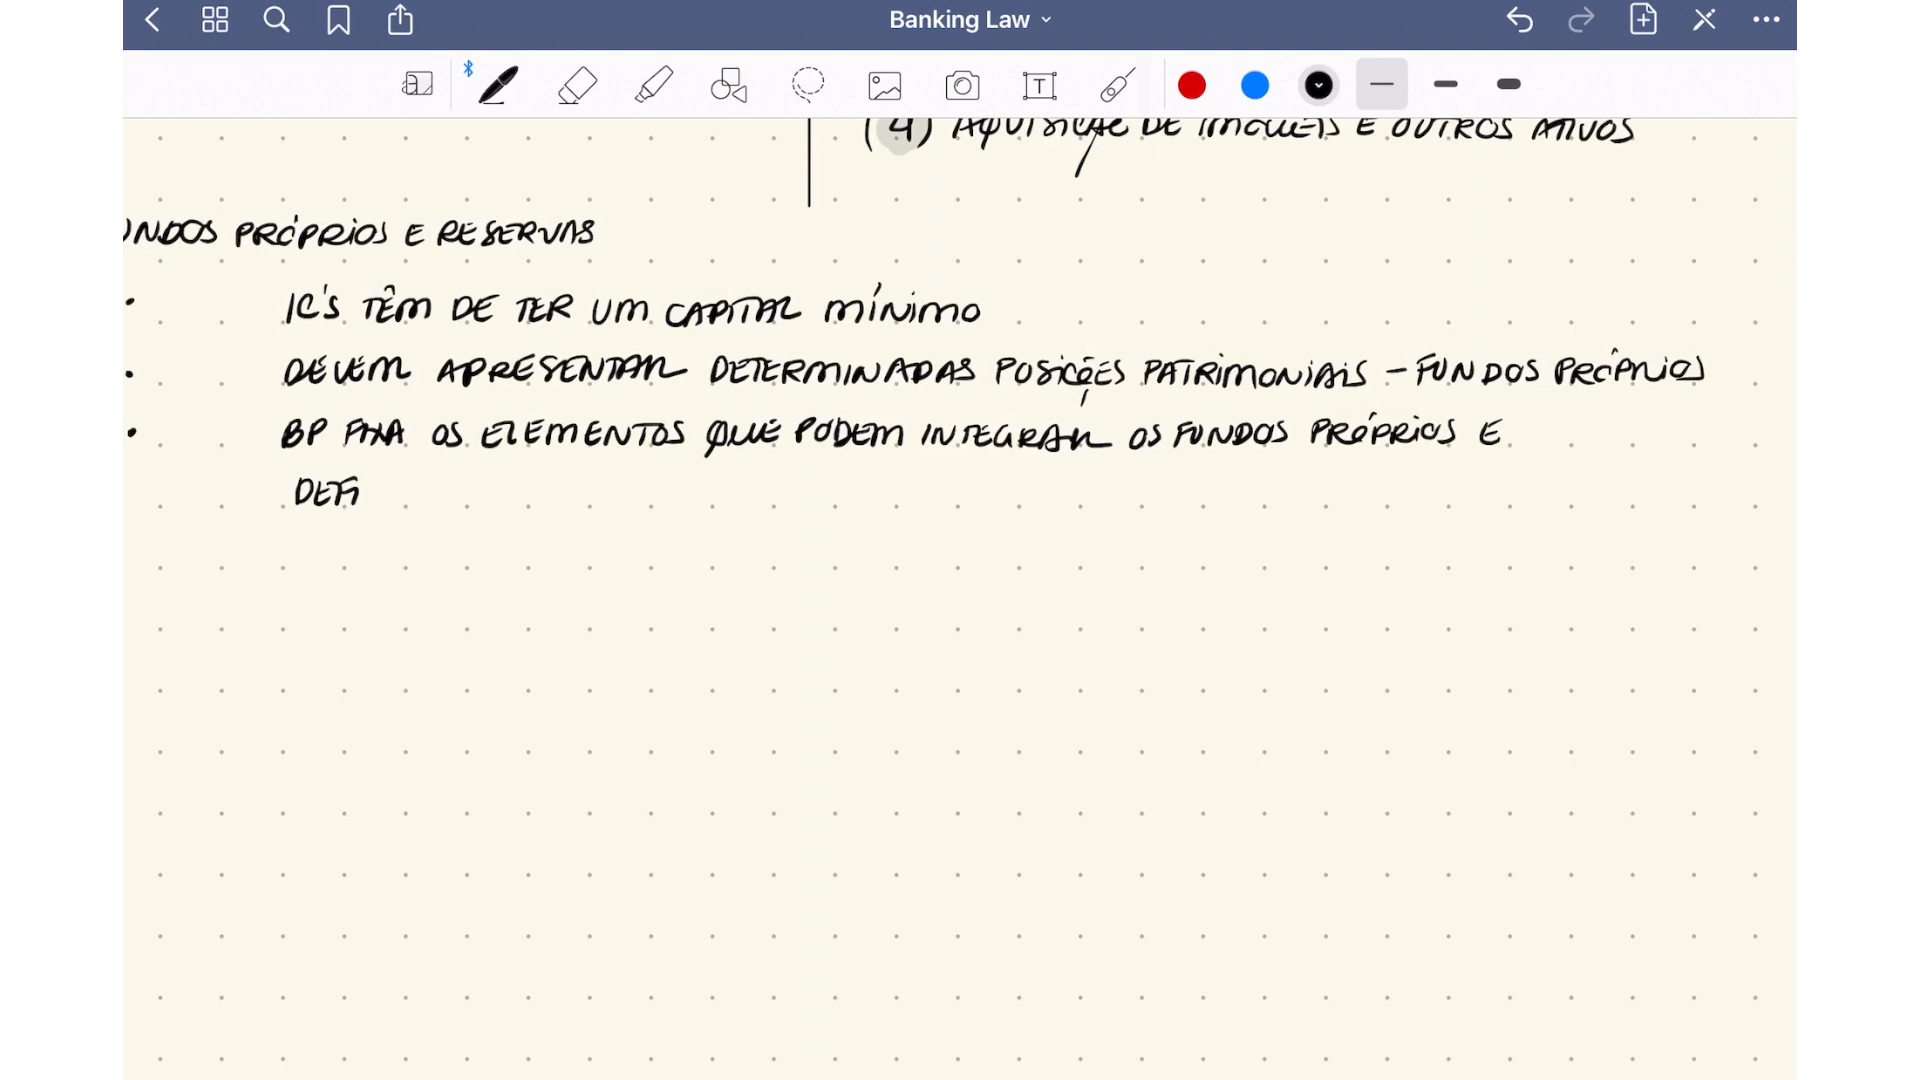 Banking Law
(4) AQUISIÇÃO DE IMÓVEIS E OUTROS ATIVOS
UNDOS PRÓPRIOS E RESERVAS
• IC'S TÊM DE TER UM CAPITAL MÍNIMO
• DEVEM APRESENTAR DETERMINADAS POSIÇÕES PATRIMONIAIS - FUNDOS PRÓPRIOS
• BP FIXA OS ELEMENTOS QUE PODEM INTEGRAR OS FUNDOS PRÓPRIOS E
DEFI